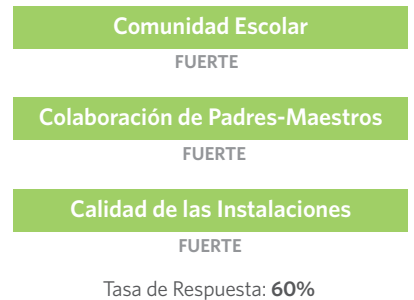 Comunidad Escolar
FUERTE
Colaboración de Padres-Maestros
FUERTE
Calidad de las Instalaciones
FUERTE
Tasa de Respuesta: 60%